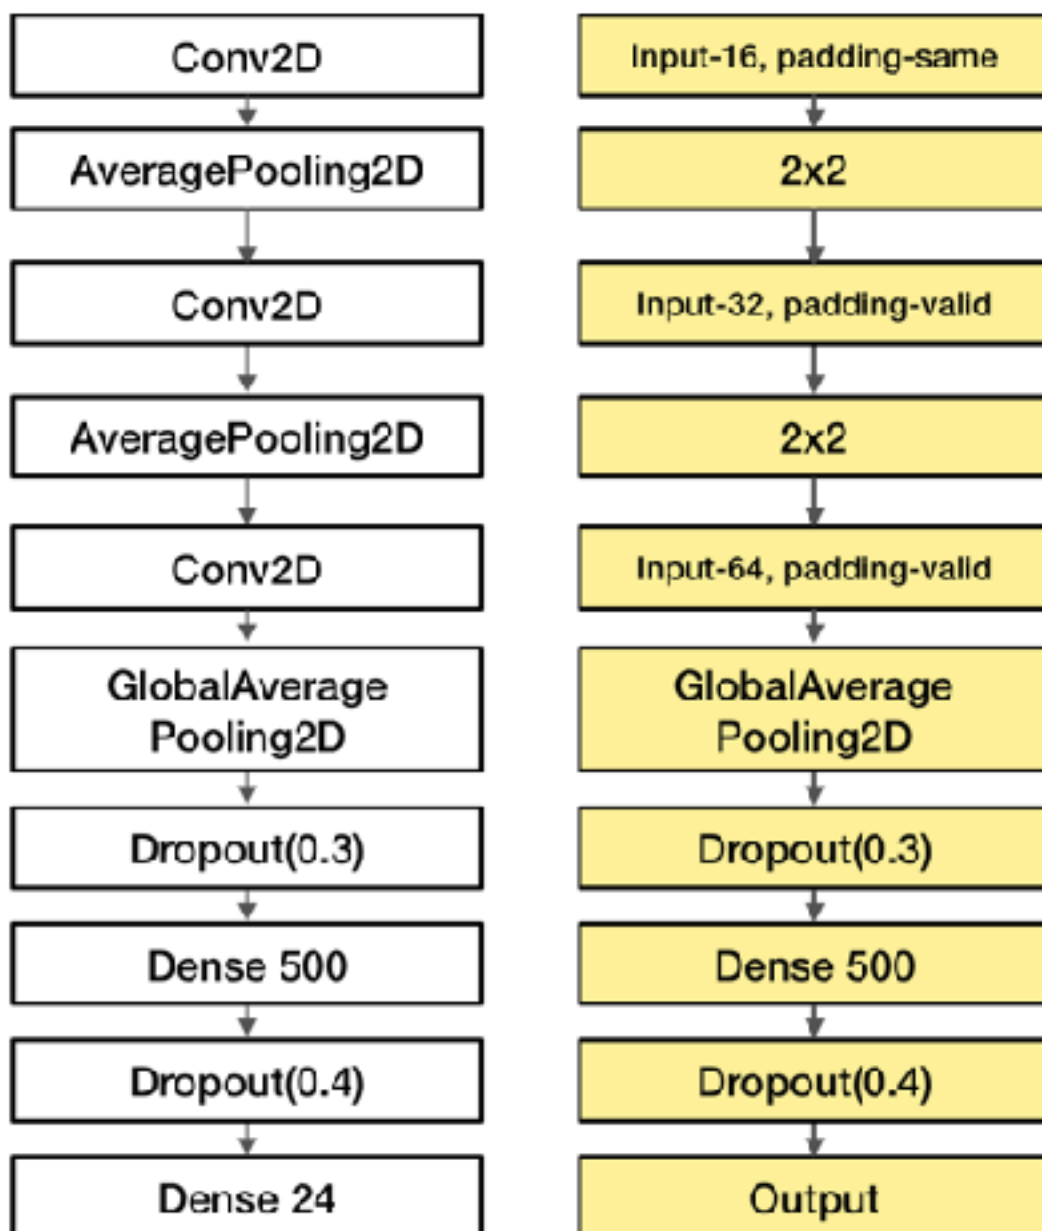 Conv2D
Input-16, padding-same
AveragePooling2D
2x2
Conv2D
Input-32, padding-valid
AveragePooling2D
2x2
Conv2D
Input-64, padding-valid
GlobalAverage
Pooling2D
GlobalAverage
Pooling2D
Dropout(0.3)
Dropout(0.3)
Dense 500
Dense 500
Dropout(0.4)
Dropout(0.4)
Dense 24
Output